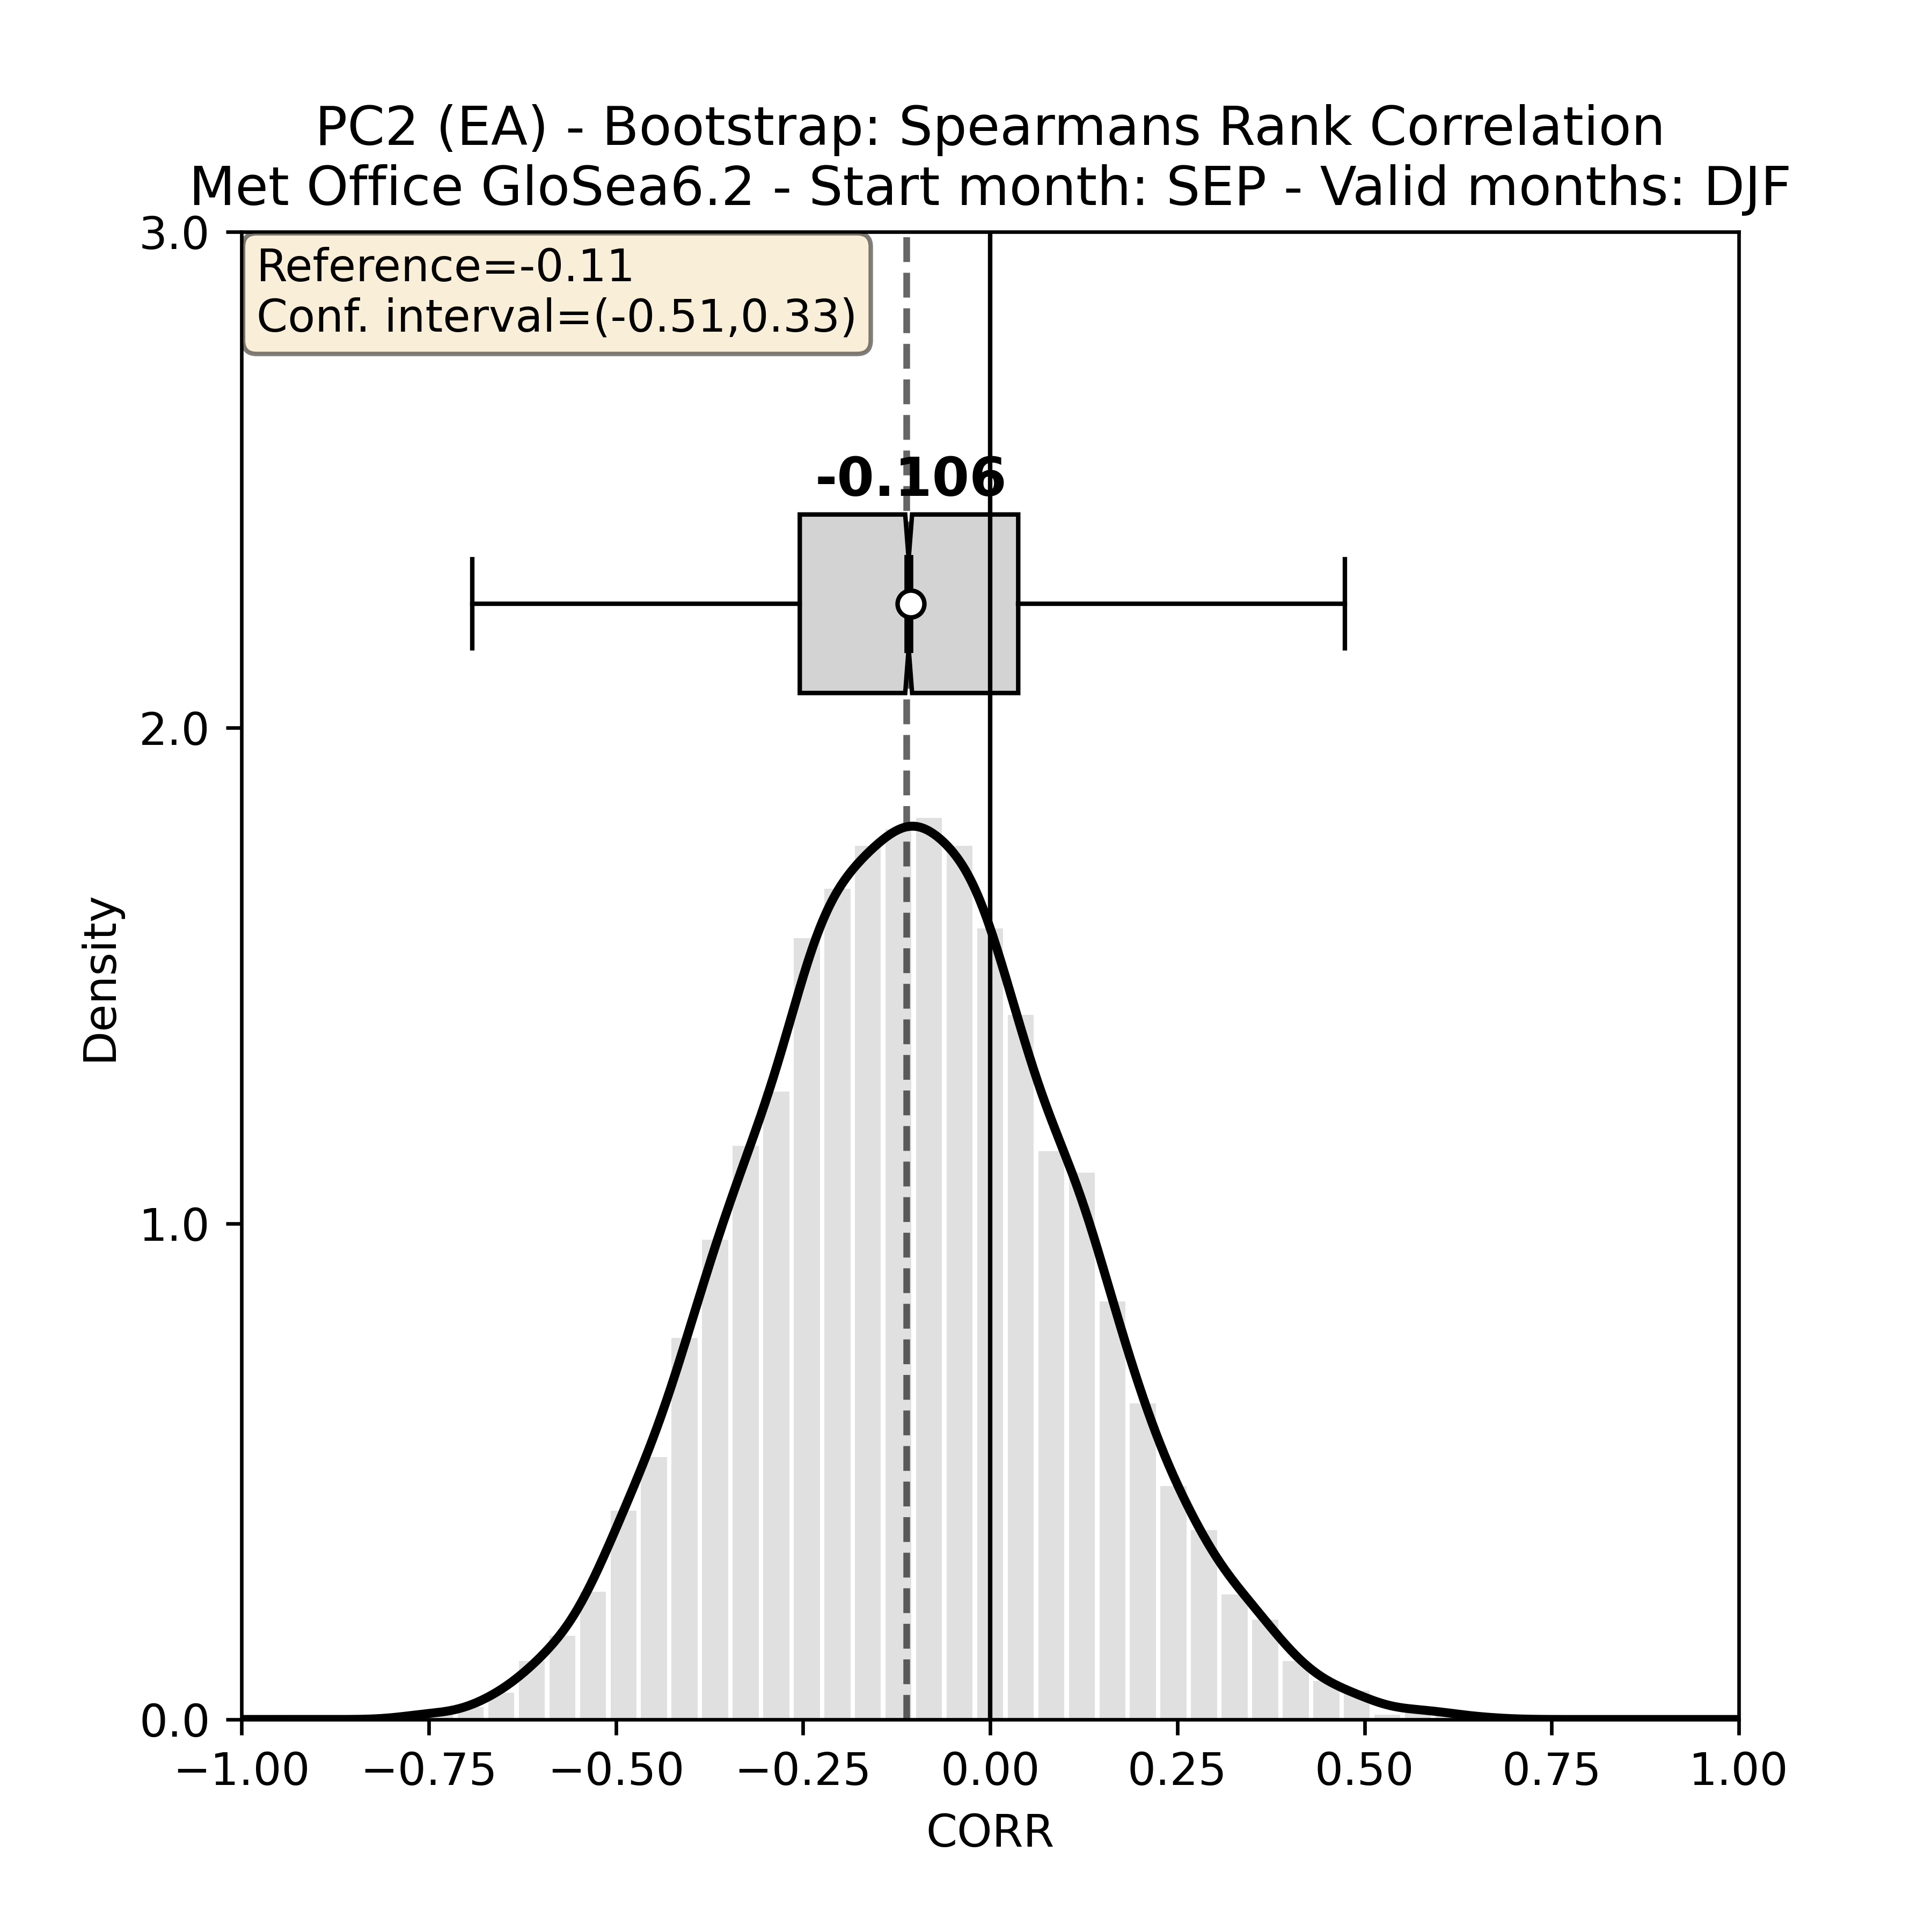 PC2 (EA) - Bootstrap: Spearmans Rank Correlation
Met Office GloSea6.2 - Start month: SEP - Valid months: DJF
3.0
Reference=-0.11
Conf. interval=(-0.51,0.33)
-0.106
2.0
Density
1.0
0.0
−1.00 −0.75 −0.50 −0.25 0.00 0.25 0.50 0.75 1.00
CORR